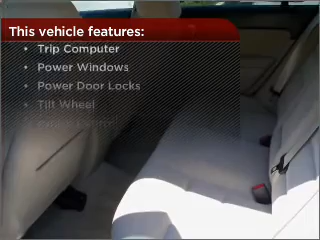 This vehicle features:
• Trip Computer
• Power Windows
• Power Door Locks
• Tilt Wheel